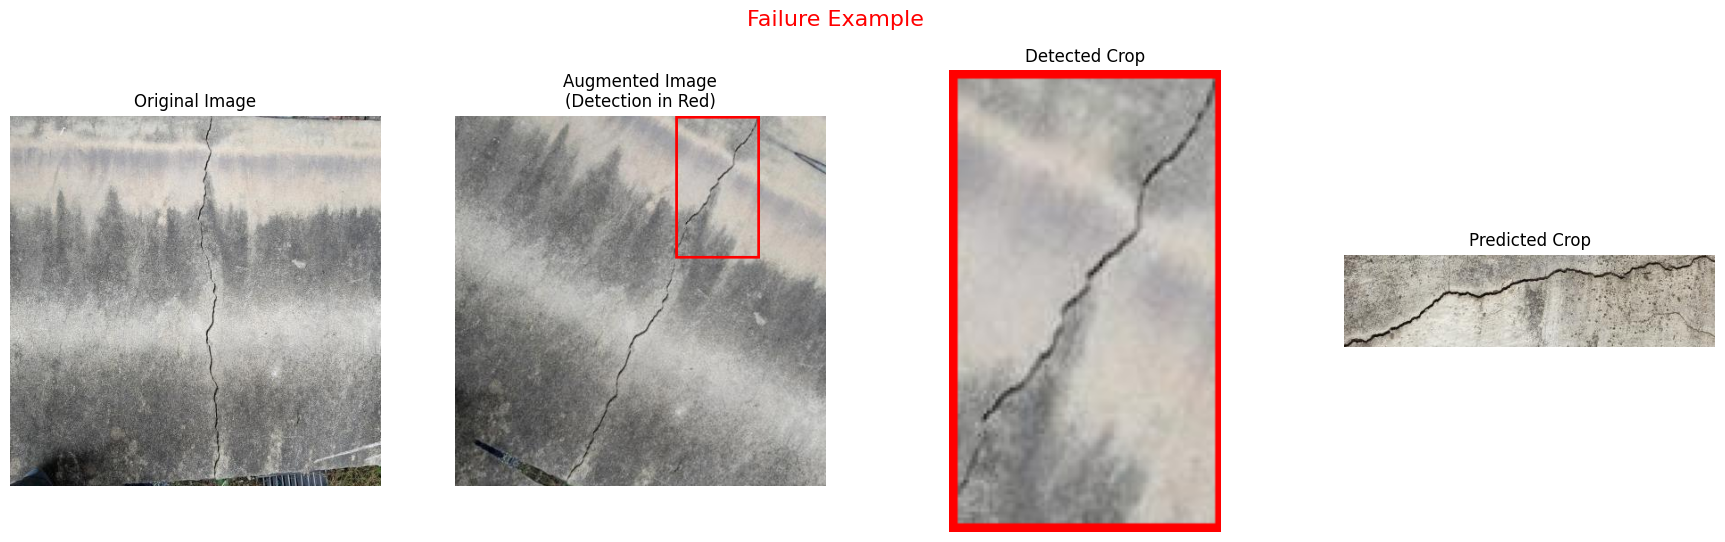 Failure Example
Original Image
Augmented Image
(Detection in Red)
Detected Crop
Predicted Crop